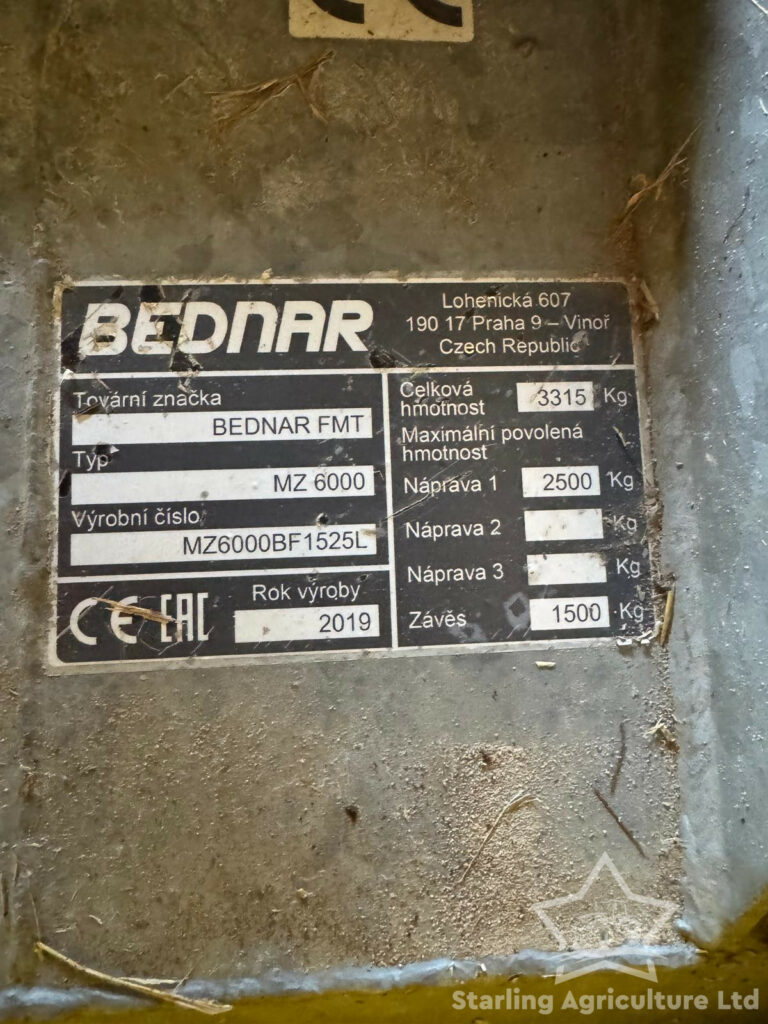 CE
BEDNAR
Lohenická 607
190 17 Praha 9 – Vinoř
Czech Republic
Tovární značka
BEDNAR FMT
Typ
MZ 6000
Výrobní číslo
MZ6000BF1525L
CE EAC
Rok výroby
2019
Celková
hmotnost
3315 Kg
Maximální povolená
hmotnost
Náprava 1 2500 Kg
Náprava 2 Kg
Náprava 3 Kg
Závěs 1500 Kg
Starling Agriculture Ltd